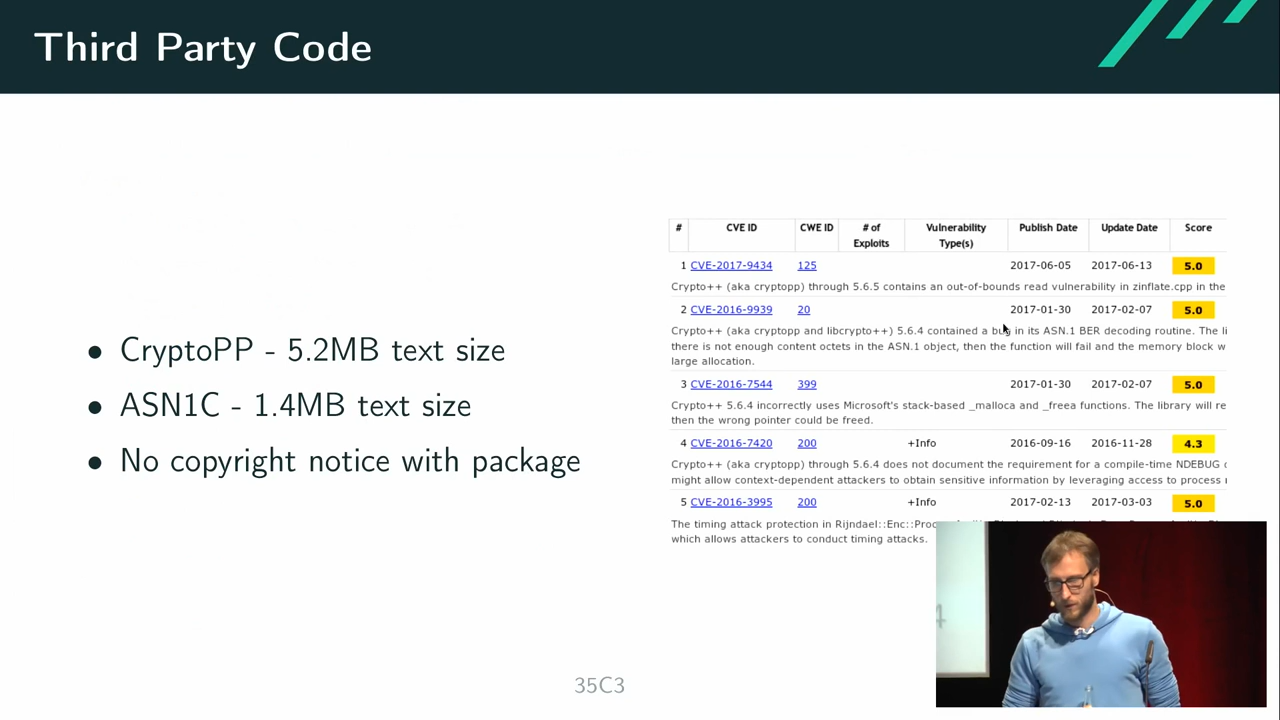 Third Party Code
• CryptoPP - 5.2MB text size
• ASN1C - 1.4MB text size
• No copyright notice with package
# CVE ID CWE ID # of Exploits Vulnerability Type(s) Publish Date Update Date Score
1 CVE-2017-9434 125 2017-06-05 2017-06-13 5.0
Crypto++ (aka cryptopp) through 5.6.5 contains an out-of-bounds read vulnerability in zinflate.cpp in the
2 CVE-2016-9939 20 2017-01-30 2017-02-07 5.0
Crypto++ (aka cryptopp and libcrypto++) 5.6.4 contained a bug in its ASN.1 BER decoding routine. The li
there is not enough content octets in the ASN.1 object, then the function will fail and the memory block w
large allocation.
3 CVE-2016-7544 399 2017-01-30 2017-02-07 5.0
Crypto++ 5.6.4 incorrectly uses Microsoft's stack-based _malloca and _freea functions. The library will re
then the wrong pointer could be freed.
4 CVE-2016-7420 200 +Info 2016-09-16 2016-11-28 4.3
Crypto++ (aka cryptopp) through 5.6.4 does not document the requirement for a compile-time NDEBUG
might allow context-dependent attackers to obtain sensitive information by leveraging access to process
5 CVE-2016-3995 200 +Info 2017-02-13 2017-03-03 5.0
The timing attack protection in Rijndael::Enc::
which allows attackers to conduct timing attacks.
35C3